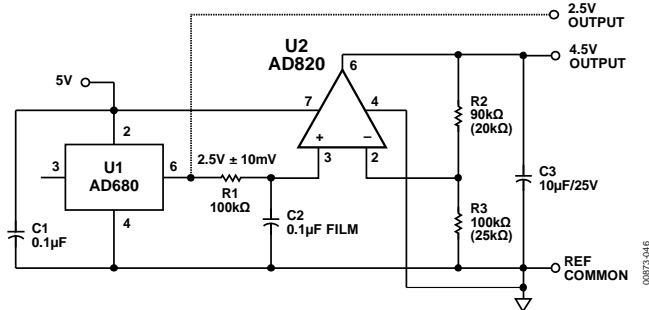 2.5V
OUTPUT
U2
AD820
6
4.5V
OUTPUT
5V
7
4
R2
90kΩ
(20kΩ)
2
+
–
U1
AD680
3
6
2.5V ± 10mV
3
2
R1
100kΩ
C3
10µF/25V
C1
0.1µF
4
C2
0.1µF FILM
R3
100kΩ
(25kΩ)
REF
COMMON
00873-046